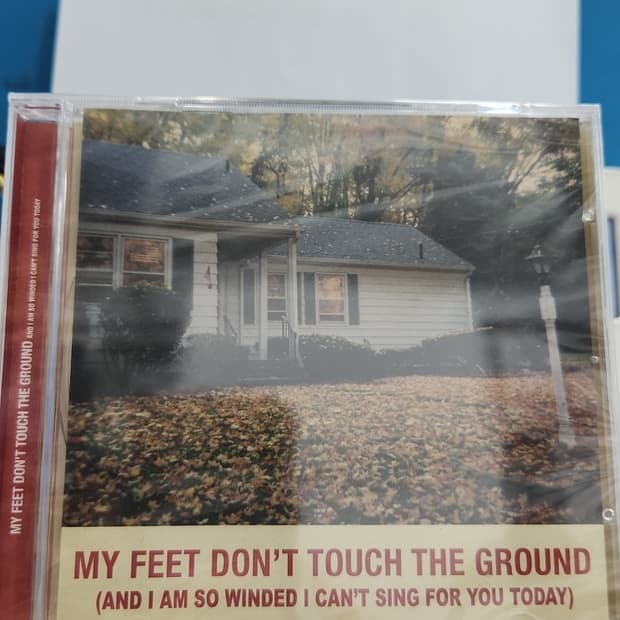 MY FEET DON'T TOUCH THE GROUND AND I AM SO WINDED I CAN'T SING FOR YOU TODAY
MY FEET DON'T TOUCH THE GROUND
(AND I AM SO WINDED I CAN'T SING FOR YOU TODAY)